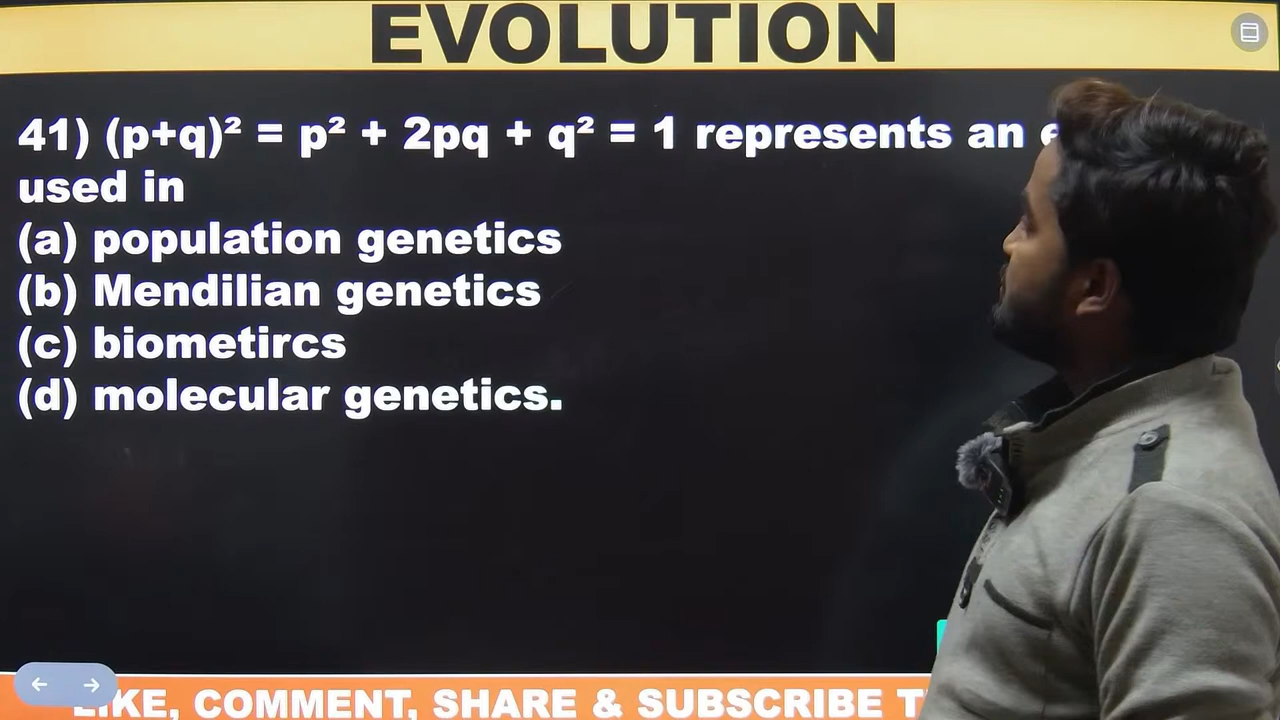 EVOLUTION
41) (p+q)² = p² + 2pq + q² = 1 represents an
used in
(a) population genetics
(b) Mendilian genetics
(c) biometircs
(d) molecular genetics.
LIKE, COMMENT, SHARE & SUBSCRIBE